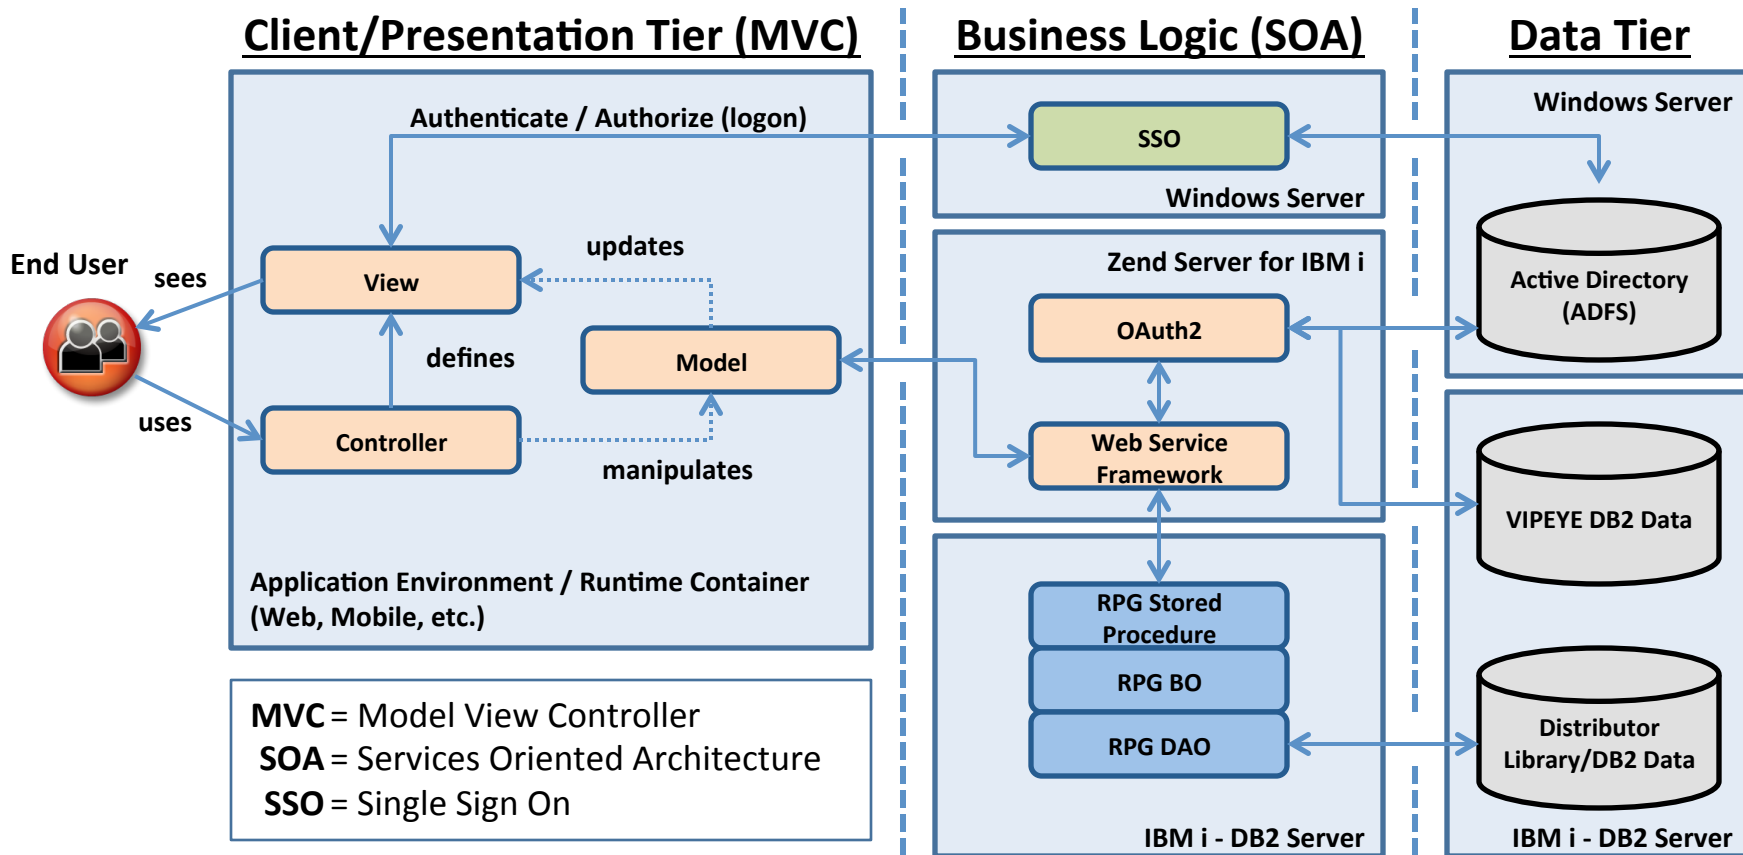 Client/Presentation Tier (MVC)
Business Logic (SOA)
Data Tier
Authenticate / Authorize (logon)
SSO
Windows Server
Windows Server
End User
sees
uses
View
updates
defines
Model
Controller
manipulates
Application Environment / Runtime Container
(Web, Mobile, etc.)
Zend Server for IBM i
OAuth2
Web Service
Framework
RPG Stored
Procedure
RPG BO
RPG DAO
IBM i - DB2 Server
Active Directory
(ADFS)
VIPEYE DB2 Data
Distributor
Library/DB2 Data
IBM i - DB2 Server
MVC = Model View Controller
SOA = Services Oriented Architecture
SSO = Single Sign On